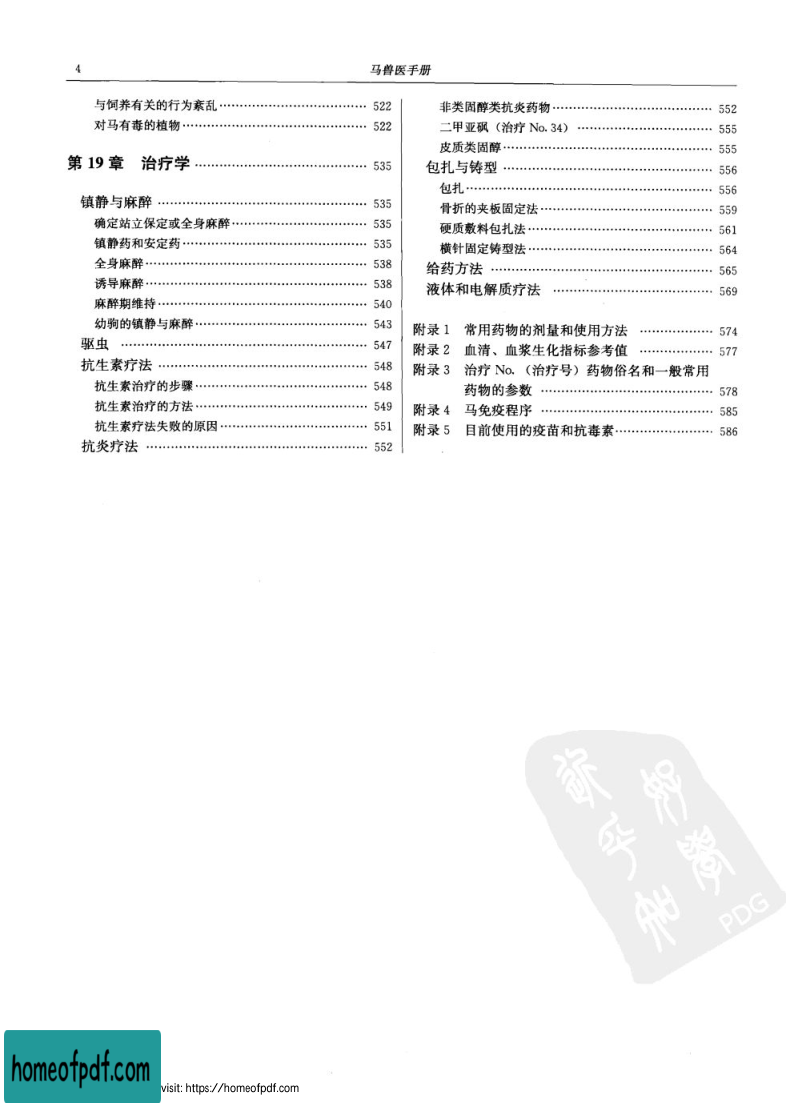 4
马兽医手册
与饲养有关的行为紊乱 522
对马有毒的植物 522
第 19 章 治疗学 535
镇静与麻醉 535
确定站立保定或全身麻醉 535
镇静药和安定药 535
全身麻醉 538
诱导麻醉 538
麻醉期维持 540
幼驹的镇静与麻醉 543
驱虫 547
抗生素疗法 548
抗生素治疗的步骤 548
抗生素治疗的方法 549
抗生素疗法失败的原因 551
抗炎疗法 552
非类固醇类抗炎药物 552
二甲亚砜（治疗 No. 34） 555
皮质类固醇 555
包扎与铸型 556
包扎 556
骨折的夹板固定法 559
硬质敷料包扎法 561
横针固定铸型法 564
给药方法 565
液体和电解质疗法 569
附录 1 常用药物的剂量和使用方法 574
附录 2 血清、血浆生化指标参考值 577
附录 3 治疗 No.（治疗号）药物俗名和一般常用
药物的参数 578
附录 4 马免疫程序 585
附录 5 目前使用的疫苗和抗毒素 586
PDG
homeofpdf.com
visit: https://homeofpdf.com